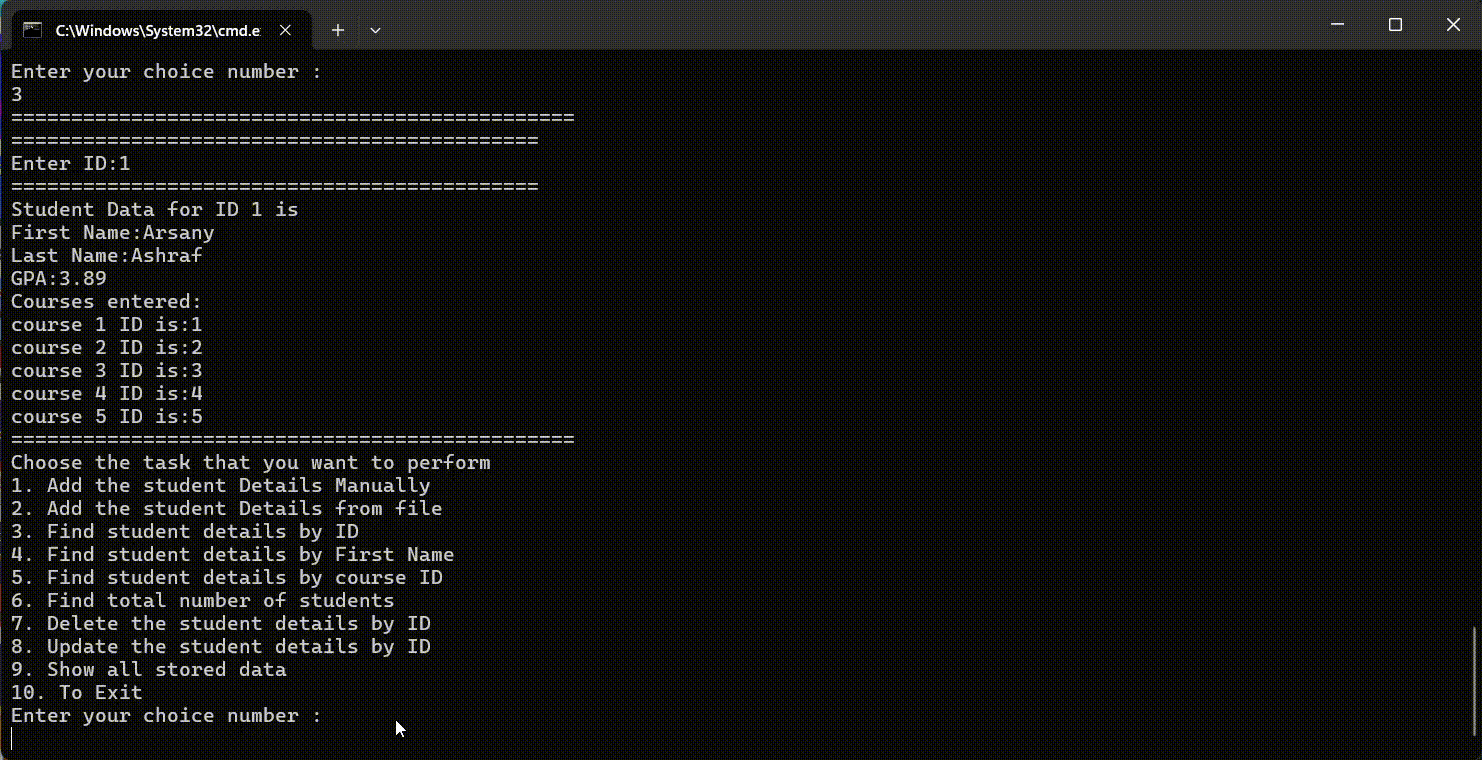 C:\Windows\System32\cmd.e
Enter your choice number :
3
===============================================
============================================
Enter ID:1
============================================
Student Data for ID 1 is
First Name:Arsany
Last Name:Ashraf
GPA:3.89
Courses entered:
course 1 ID is:1
course 2 ID is:2
course 3 ID is:3
course 4 ID is:4
course 5 ID is:5
===============================================
Choose the task that you want to perform
1. Add the student Details Manually
2. Add the student Details from file
3. Find student details by ID
4. Find student details by First Name
5. Find student details by course ID
6. Find total number of students
7. Delete the student details by ID
8. Update the student details by ID
9. Show all stored data
10. To Exit
Enter your choice number :